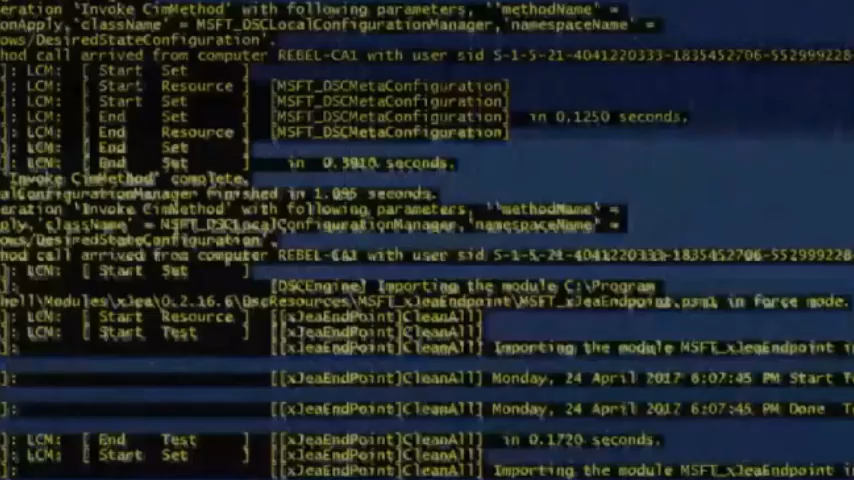 eration 'Invoke CimMethod' with following parameters, ''methodName' =
onApply,'className' = MSFT_DSCLocalConfigurationManager,'namespaceName' =
ows/DesiredStateConfiguration'.
hod call arrived from computer REBEL-CA1 with user sid S-1-5-21-4041220333-1835452706-552999228
]: LCM: [ Start Set ]
]: LCM: [ Start Resource ] [MSFT_DSCMetaConfiguration]
]: LCM: [ Start Set ] [MSFT_DSCMetaConfiguration]
]: LCM: [ End Set ] [MSFT_DSCMetaConfiguration] in 0.1250 seconds.
]: LCM: [ End Resource ] [MSFT_DSCMetaConfiguration]
]: LCM: [ End Set ]
]: LCM: [ End Set ] in 0.3910 seconds.
'Invoke CimMethod' complete.
alConfigurationManager finished in 1.095 seconds.
eration 'Invoke CimMethod' with following parameters, ''methodName' =
ply,'className' = MSFT_DSCLocalConfigurationManager,'namespaceName' =
ows/DesiredStateConfiguration'.
hod call arrived from computer REBEL-CA1 with user sid S-1-5-21-4041220333-1835452706-552999228
]: LCM: [ Start Set ]
]: [DSCEngine] Importing the module C:\Program
hell\Modules\xJea\0.2.16.6\DscResources\MSFT_xJeaEndpoint\MSFT_xJeaEndpoint.psm1 in force mode.
]: LCM: [ Start Resource ] [[xJeaEndPoint]CleanAll]
]: LCM: [ Start Test ] [[xJeaEndPoint]CleanAll]
]: [[xJeaEndPoint]CleanAll] Importing the module MSFT_xJeaEndpoint in
]: [[xJeaEndPoint]CleanAll] Monday, 24 April 2017 6:07:45 PM Start T
]: [[xJeaEndPoint]CleanAll] Monday, 24 April 2017 6:07:45 PM Done T
]: LCM: [ End Test ] [[xJeaEndPoint]CleanAll] in 0.1720 seconds.
]: LCM: [ Start Set ] [[xJeaEndPoint]CleanAll]
]: [[xJeaEndPoint]CleanAll] Importing the module MSFT_xJeaEndpoint in